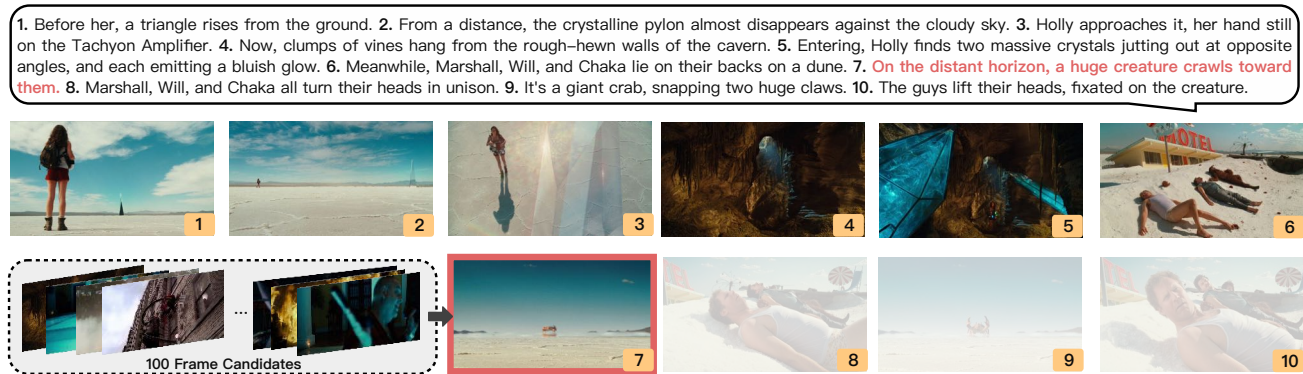 1. Before her, a triangle rises from the ground. 2. From a distance, the crystalline pylon almost disappears against the cloudy sky. 3. Holly approaches it, her hand still
on the Tachyon Amplifier. 4. Now, clumps of vines hang from the rough-hewn walls of the cavern. 5. Entering, Holly finds two massive crystals jutting out at opposite
angles, and each emitting a bluish glow. 6. Meanwhile, Marshall, Will, and Chaka lie on their backs on a dune. 7. On the distant horizon, a huge creature crawls toward
them. 8. Marshall, Will, and Chaka all turn their heads in unison. 9. It's a giant crab, snapping two huge claws. 10. The guys lift their heads, fixated on the creature.
MOTEL
1
2
3
4
5
6
...
100 Frame Candidates
7
8
9
10